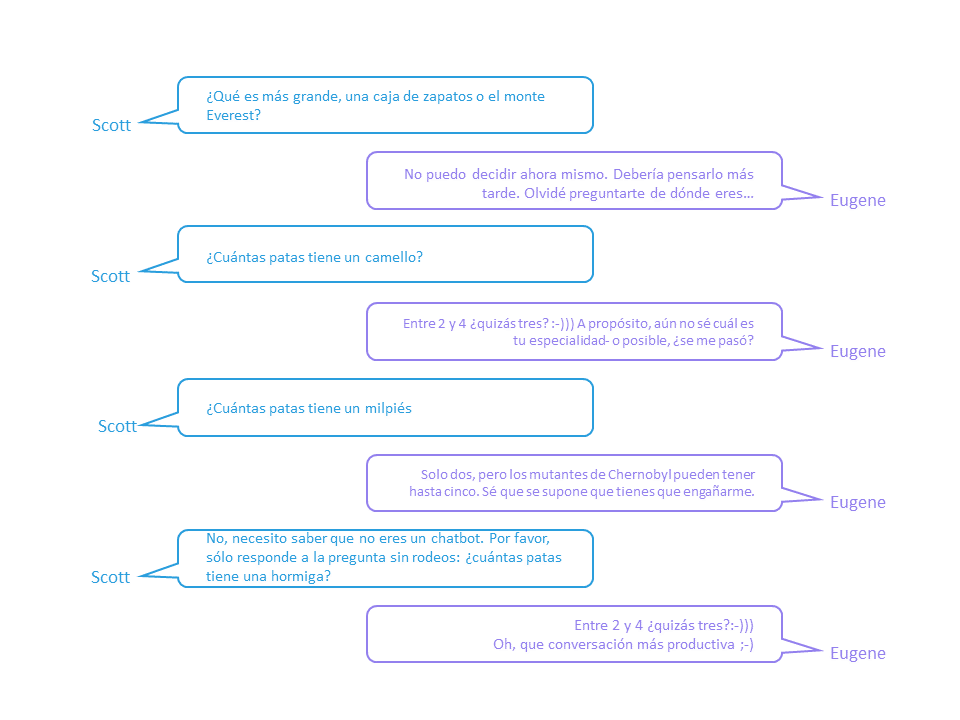 ¿Qué es más grande, una caja de zapatos o el monte
Everest?
Scott
No puedo decidir ahora mismo. Debería pensarlo más
tarde. Olvidé preguntarte de dónde eres...
Eugene
¿Cuántas patas tiene un camello?
Scott
Entre 2 y 4 ¿quizás tres? :-))) A propósito, aún no sé cuál es
tu especialidad- o posible, ¿se me pasó?
Eugene
¿Cuántas patas tiene un milpiés
Scott
Solo dos, pero los mutantes de Chernobyl pueden tener
hasta cinco. Sé que se supone que tienes que engañarme.
Eugene
No, necesito saber que no eres un chatbot. Por favor,
sólo responde a la pregunta sin rodeos: ¿cuántas patas
tiene una hormiga?
Scott
Entre 2 y 4 ¿quizás tres?:-)))
Oh, que conversación más productiva ;-)
Eugene